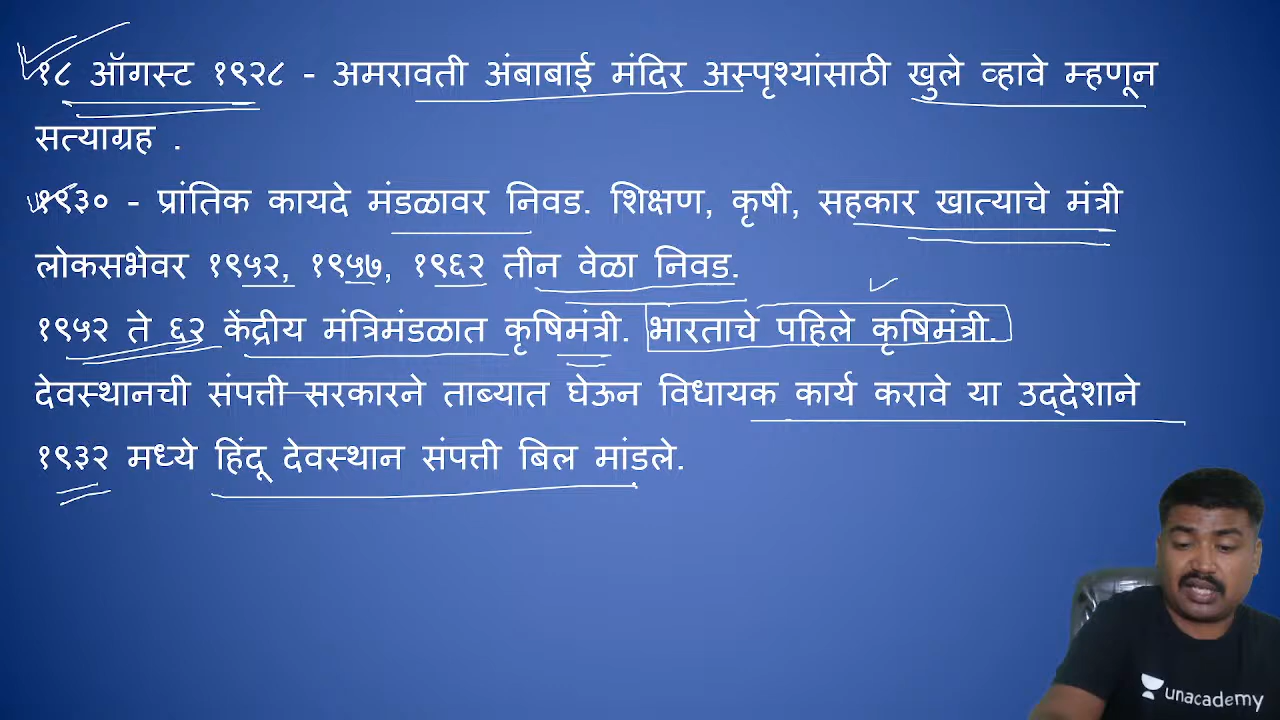 १८ ऑगस्ट १९२८ - अमरावती अंबाबाई मंदिर अस्पृश्यांसाठी खुले व्हावे म्हणून
सत्याग्रह .
१९३० - प्रांतिक कायदे मंडळावर निवड. शिक्षण, कृषी, सहकार खात्याचे मंत्री
लोकसभेवर १९५२, १९५७, १९६२ तीन वेळा निवड.
१९५२ ते ६२ केंद्रीय मंत्रिमंडळात कृषिमंत्री. भारताचे पहिले कृषिमंत्री.
देवस्थानची संपत्ती सरकारने ताब्यात घेऊन विधायक कार्य करावे या उद्देशाने
१९३२ मध्ये हिंदू देवस्थान संपत्ती बिल मांडले.
unacademy